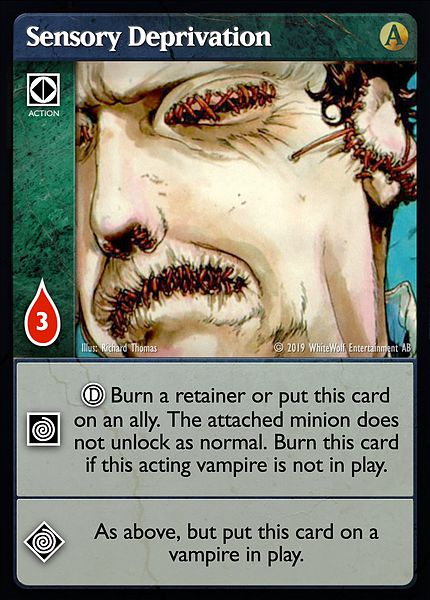 Sensory Deprivation
A
ACTION
3
Illus: Richard Thomas
© 2019 WhiteWolf Entertainment AB
D Burn a retainer or put this card
on an ally. The attached minion does
not unlock as normal. Burn this card
if this acting vampire is not in play.
As above, but put this card on a
vampire in play.